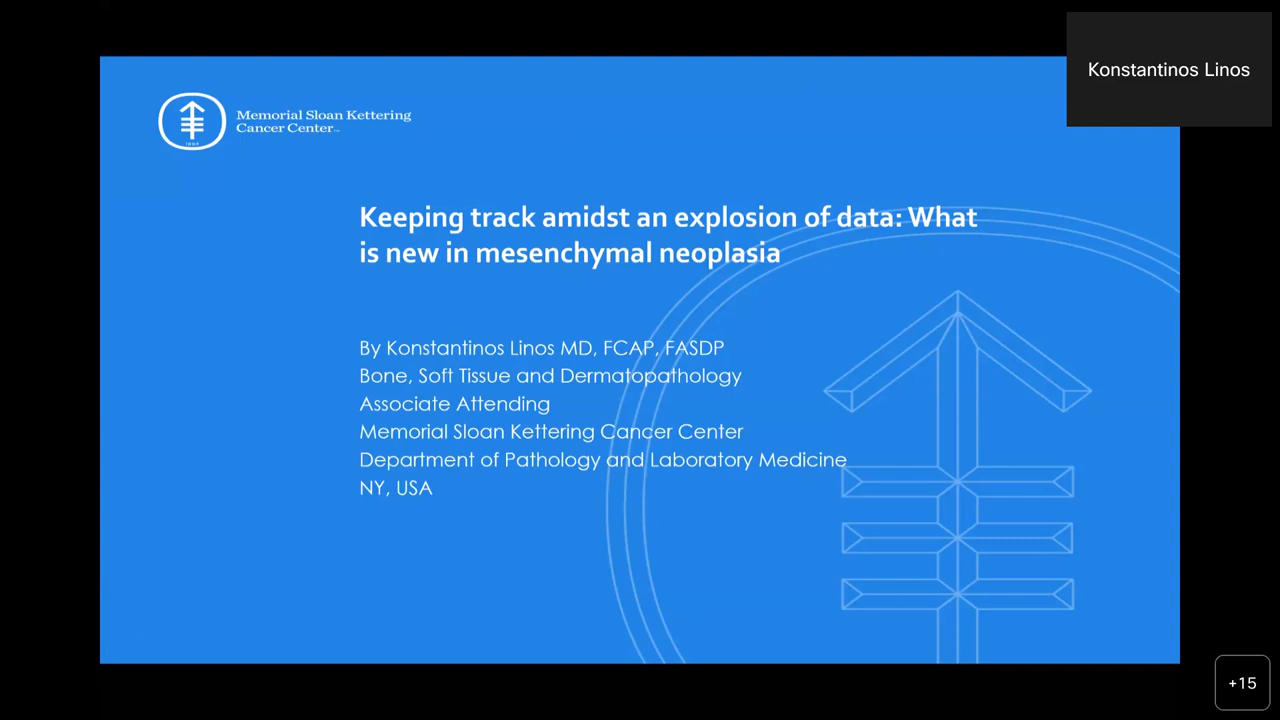 Konstantinos Linos
Memorial Sloan Kettering
Cancer Center
Keeping track amidst an explosion of data: What
is new in mesenchymal neoplasia
By Konstantinos Linos MD, FCAP, FASDP
Bone, Soft Tissue and Dermatopathology
Associate Attending
Memorial Sloan Kettering Cancer Center
Department of Pathology and Laboratory Medicine
NY, USA
+15